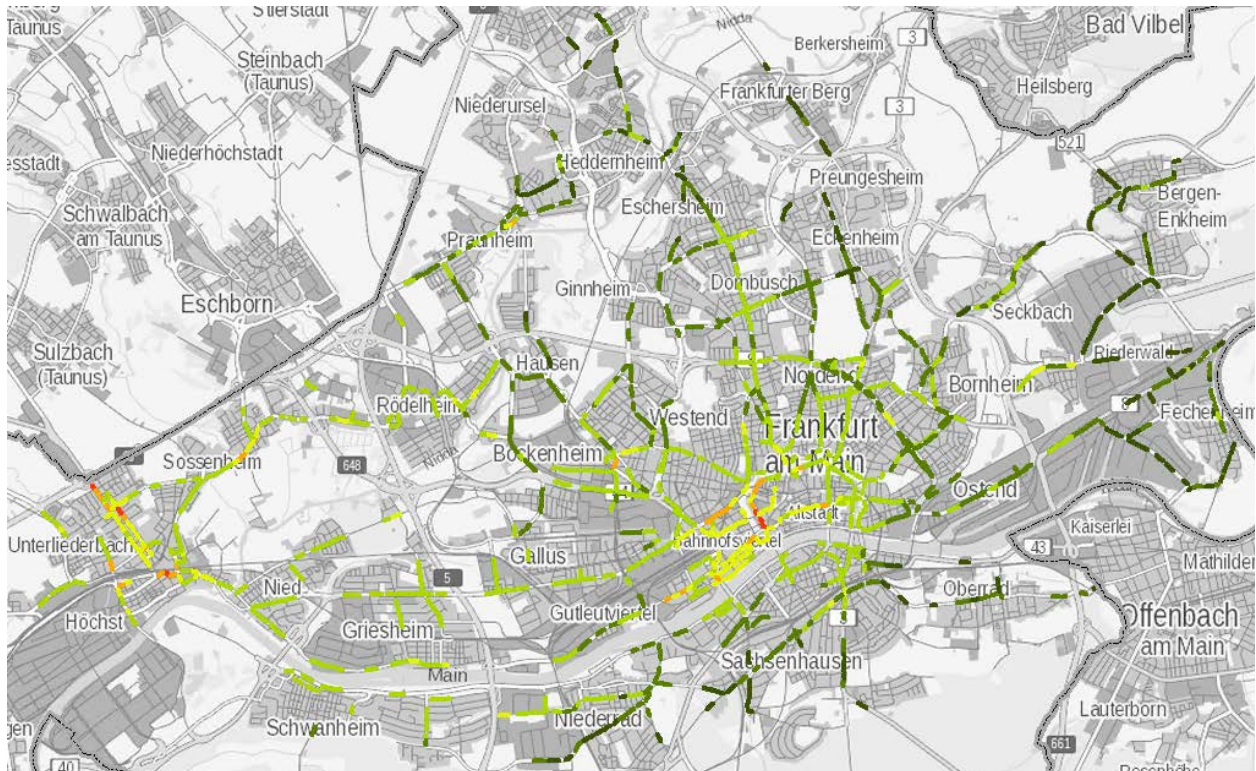 Stierstadt
Taunus
Steinbach
(Taunus)
Niederhöchstadt
Schwalbach
am Taunus
Eschborn
Sulzbach
(Taunus)
Niederursel
Heddernheim
Praunheim
Nidda
3
Berkersheim
Frankfurter Berg
3
Bad Vilbel
Heilsberg
521
Preungesheim
Eschersheim
Eckenheim
Bergen-
Enkheim
Ginnheim
Dornbusch
Seckbach
Riederwald
Hausen
Bornheim
Rödelheim
Westend
Frankfurt
am Main
Bockenheim
Nidda
648
Sossenheim
Ostend
Altstadt
Bahnhofsviertel
Kaiserlei
43
Unterliederbach
Gallus
5
Nied
Höchst
Griesheim
Gutleutviertel
Oberrad
Offenbach
am Main
Main
Sachsenhausen
Schwanheim
Niederrad
Lauterborn
661
40